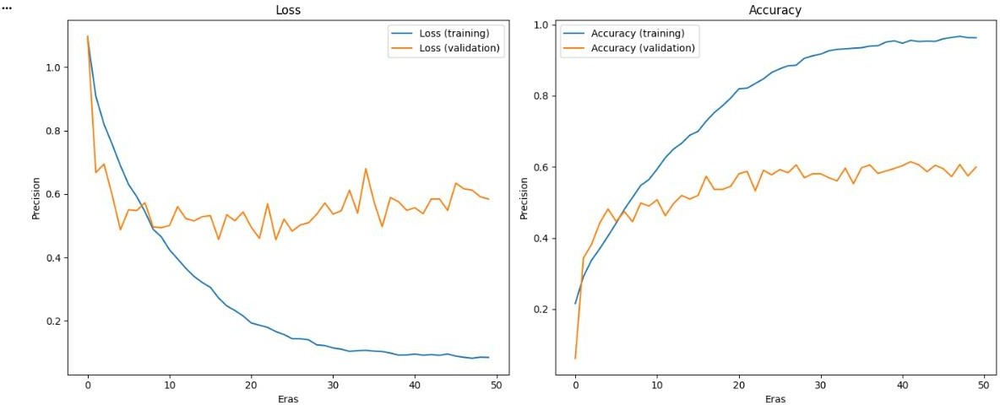 ...
Loss
Loss (training)
Loss (validation)
1.0
0.8
0.6
0.4
0.2
Precision
0 10 20 30 40 50
Eras
Accuracy
Accuracy (training)
Accuracy (validation)
1.0
0.8
0.6
0.4
0.2
Precision
0 10 20 30 40 50
Eras